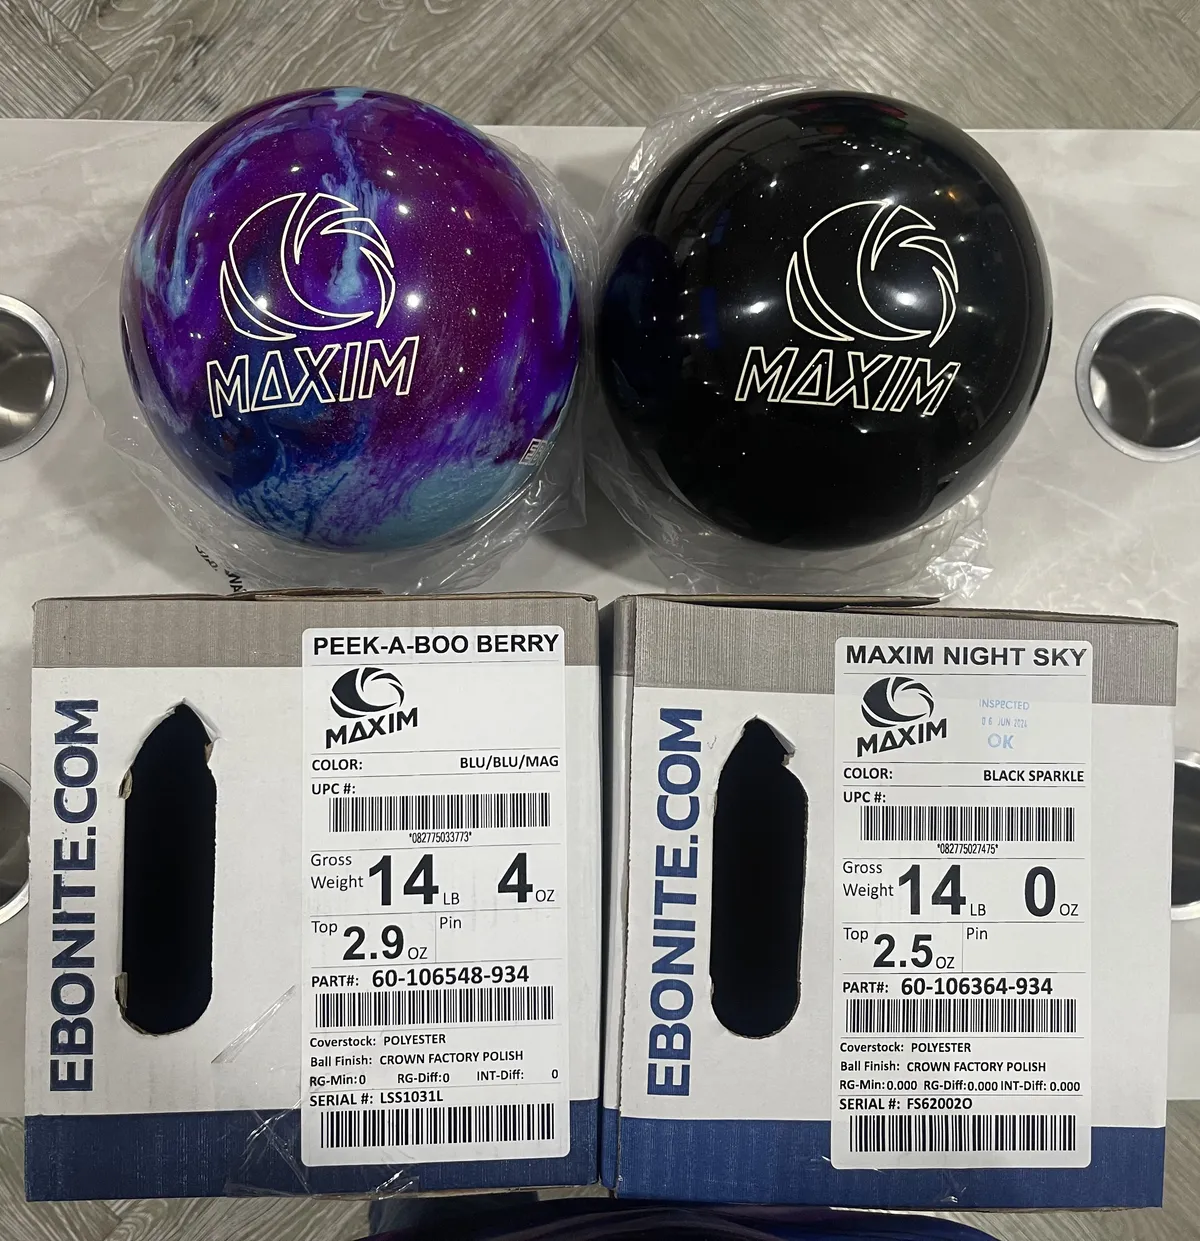 MAXIM
MAXIM
EBONITE.COM
PEEK-A-BOO BERRY
MAXIM
COLOR: BLU/BLU/MAG
UPC #:
*082775033773*
Gross Weight 14 LB 4 OZ
Top 2.9 OZ Pin
PART#: 60-106548-934
Coverstock: POLYESTER
Ball Finish: CROWN FACTORY POLISH
RG-Min:0 RG-Diff:0 INT-Diff: 0
SERIAL #: LSS1031L
EBONITE.COM
MAXIM NIGHT SKY
MAXIM
INSPECTED
06 JUN 2024
OK
COLOR: BLACK SPARKLE
UPC #:
*082775027475*
Gross Weight 14 LB 0 OZ
Top 2.5 OZ Pin
PART#: 60-106364-934
Coverstock: POLYESTER
Ball Finish: CROWN FACTORY POLISH
RG-Min:0.000 RG-Diff:0.000 INT-Diff: 0.000
SERIAL #: FS62002O